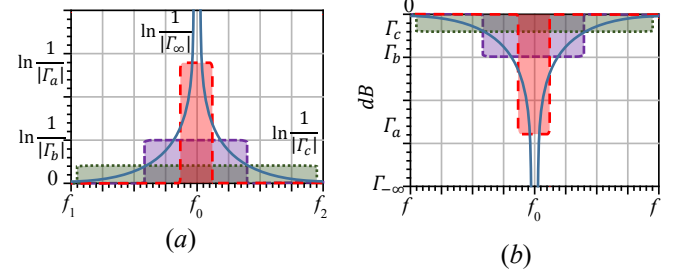 ln 1/|Γ∞|
ln 1/|Γa|
ln 1/|Γb|
ln 1/|Γc|
0
f1 f0 f2
(a)
0
Γc
Γb
dB
Γa
Γ−∞
f f0 f
(b)